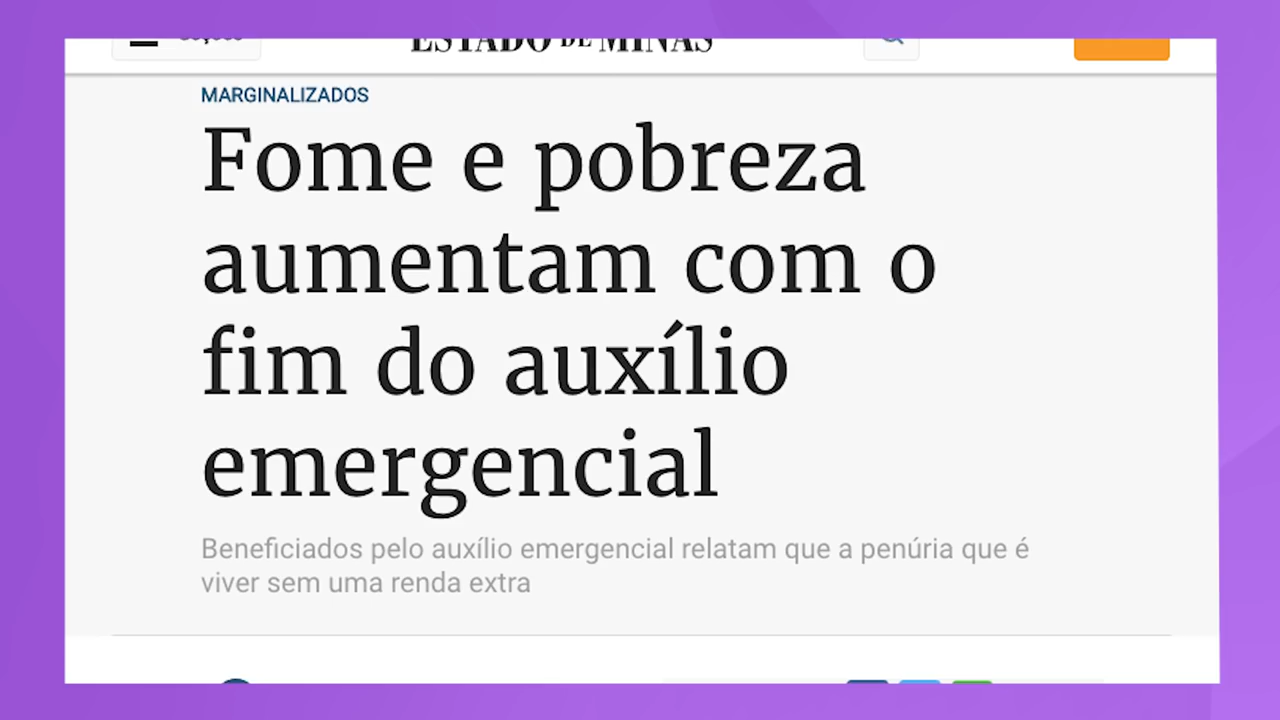 ESTADO DE MINAS
MARGINALIZADOS
Fome e pobreza
aumentam com o
fim do auxílio
emergencial
Beneficiados pelo auxílio emergencial relatam que a penúria que é
viver sem uma renda extra